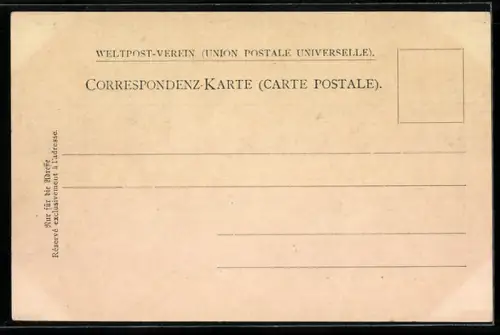 WELTPOST-VEREIN (UNION POSTALE UNIVERSELLE).
CORRESPONDENZ-KARTE (CARTE POSTALE).
Nur für die Adresse
Réservé exclusivement à l'adresse.